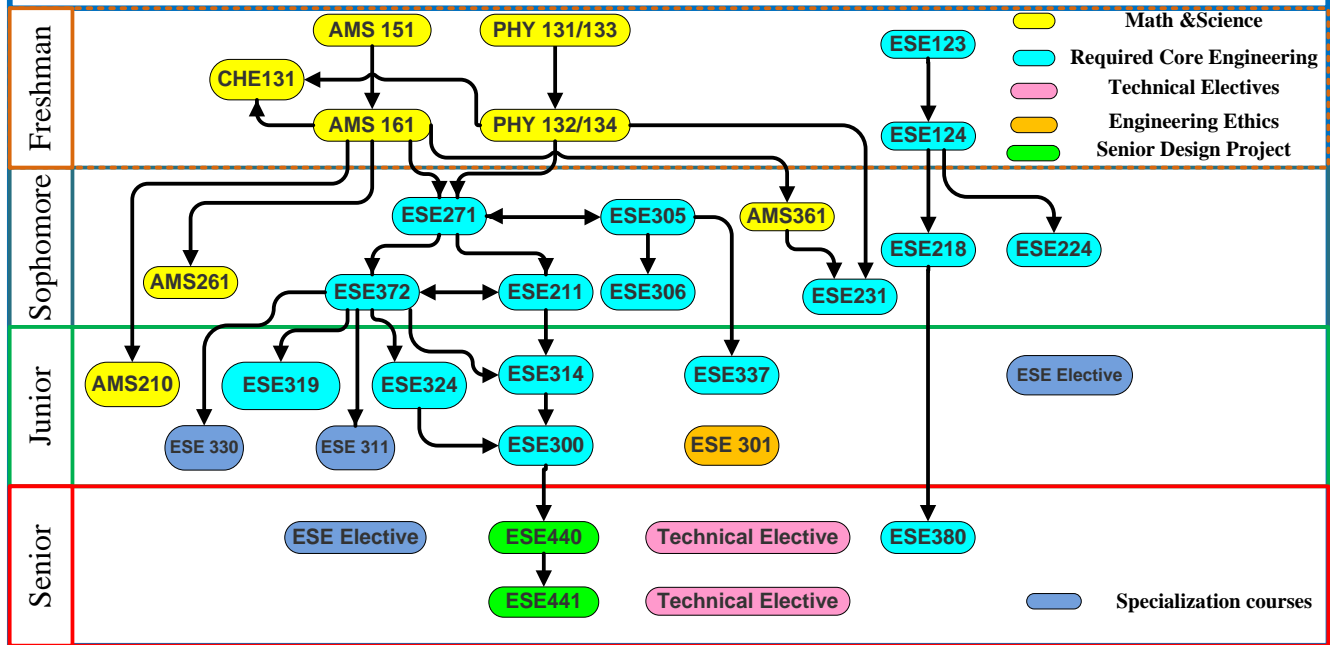 Freshman
AMS 151
PHY 131/133
ESE123
Math &Science
CHE131
Required Core Engineering
Technical Electives
AMS 161
PHY 132/134
ESE124
Engineering Ethics
Senior Design Project
Sophomore
ESE271
ESE305
AMS361
ESE218
ESE224
AMS261
ESE372
ESE211
ESE306
ESE231
Junior
AMS210
ESE319
ESE324
ESE314
ESE337
ESE Elective
ESE 330
ESE 311
ESE300
ESE 301
Senior
ESE Elective
ESE440
Technical Elective
ESE380
ESE441
Technical Elective
Specialization courses